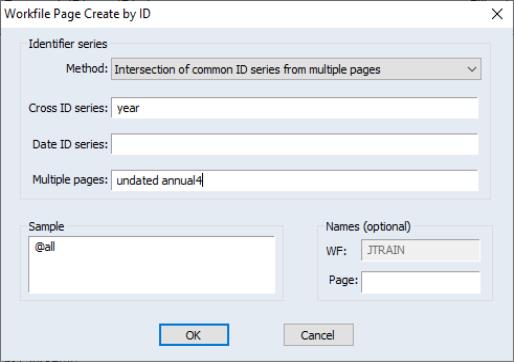 Workfile Page Create by ID
Identifier series
Method: Intersection of common ID series from multiple pages
Cross ID series: year
Date ID series:
Multiple pages: undated annual4
Sample
@all
Names (optional)
WF: JTRAIN
Page:
OK
Cancel